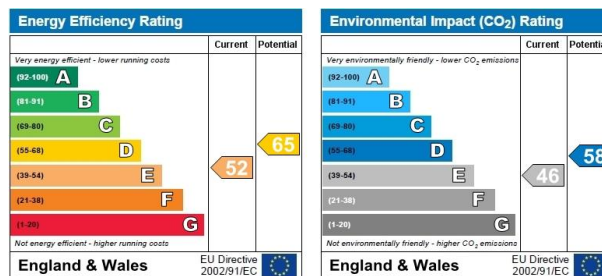 Energy Efficiency Rating
Current Potential
Very energy efficient - lower running costs
(92-100) A
(81-91) B
(69-80) C
(55-68) D
(39-54) E
(21-38) F
(1-20) G
52
65
Not energy efficient - higher running costs
England & Wales
EU Directive
2002/91/EC
Environmental Impact (CO2) Rating
Current Potentia
Very environmentally friendly - lower CO2 emissions
(92-100) A
(81-91) B
(69-80) C
(55-68) D
(39-54) E
(21-38) F
(1-20) G
46
58
Not environmentally friendly - higher CO2 emissions
England & Wales
EU Directive
2002/91/EC